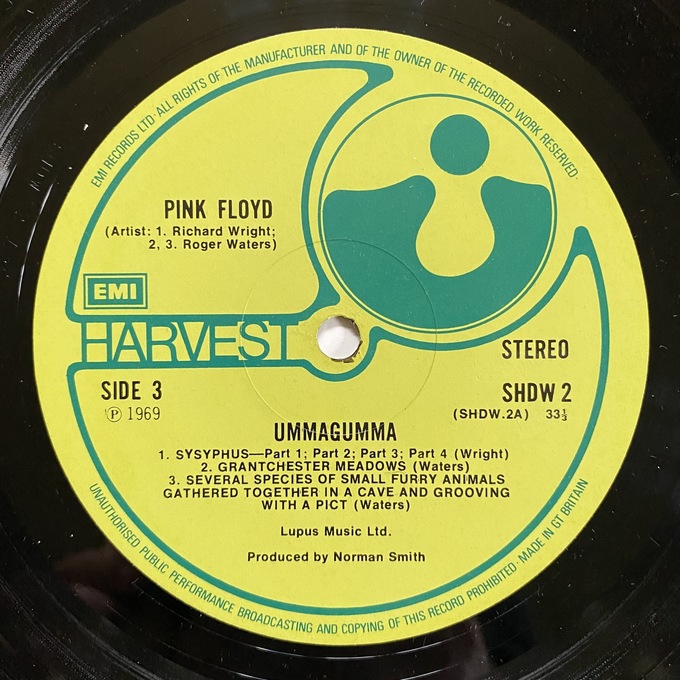 EMI RECORDS LTD · ALL RIGHTS OF THE MANUFACTURER AND OF THE OWNER OF THE RECORDED WORK RESERVED ·
PINK FLOYD
(Artist: 1. Richard Wright;
2, 3. Roger Waters)
EMI
HARVEST
STEREO
SIDE 3
SHDW 2
℗ 1969
(SHDW.2A) 33⅓
UMMAGUMMA
1. SYSYPHUS—Part 1; Part 2; Part 3; Part 4 (Wright)
2. GRANTCHESTER MEADOWS (Waters)
3. SEVERAL SPECIES OF SMALL FURRY ANIMALS
GATHERED TOGETHER IN A CAVE AND GROOVING
WITH A PICT (Waters)
Lupus Music Ltd.
Produced by Norman Smith
UNAUTHORISED PUBLIC PERFORMANCE BROADCASTING AND COPYING OF THIS RECORD PROHIBITED · MADE IN GT BRITAIN